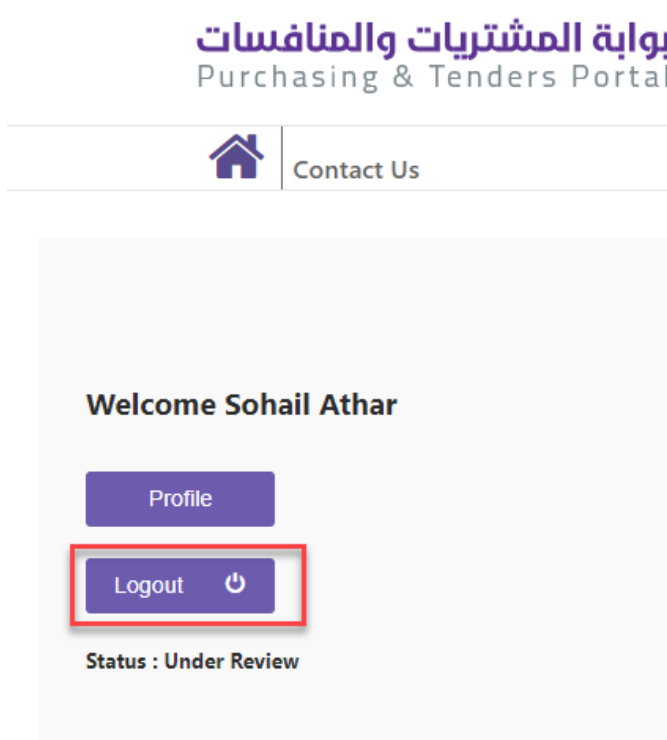 بوابة المشتريات والمنافسات
Purchasing & Tenders Portal
Contact Us
Welcome Sohail Athar
Profile
Logout
Status : Under Review